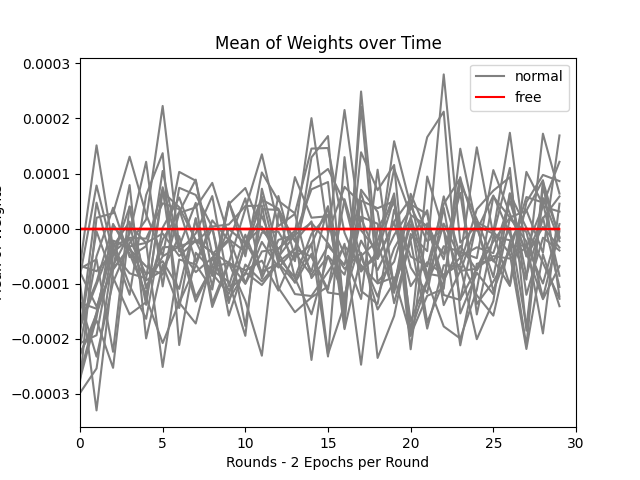 Mean of Weights over Time
0.0003
0.0002
0.0001
0.0000
−0.0001
−0.0002
−0.0003
0 5 10 15 20 25 30
Rounds - 2 Epochs per Round
normal
free